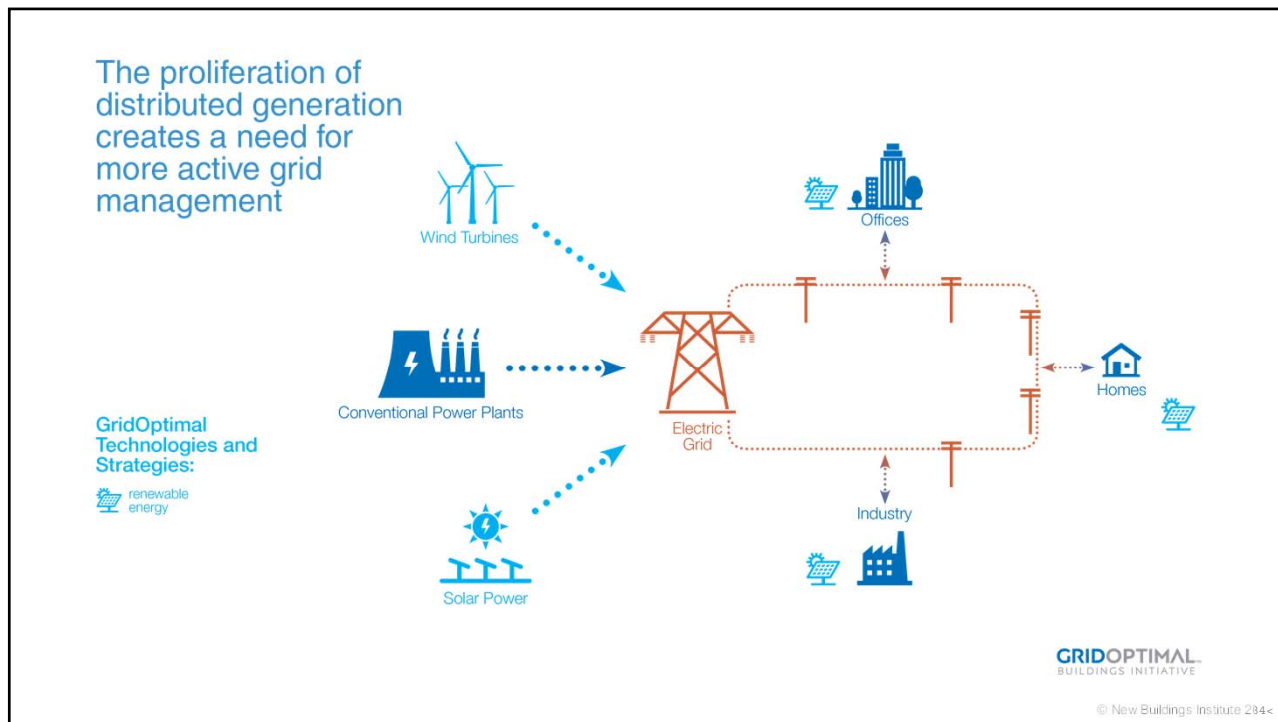 The proliferation of
distributed generation
creates a need for
more active grid
management
Wind Turbines
Offices
Conventional Power Plants
Electric
Grid
Homes
GridOptimal
Technologies and
Strategies:
renewable
energy
Industry
Solar Power
GRIDOPTIMAL
BUILDINGS INITIATIVE
© New Buildings Institute